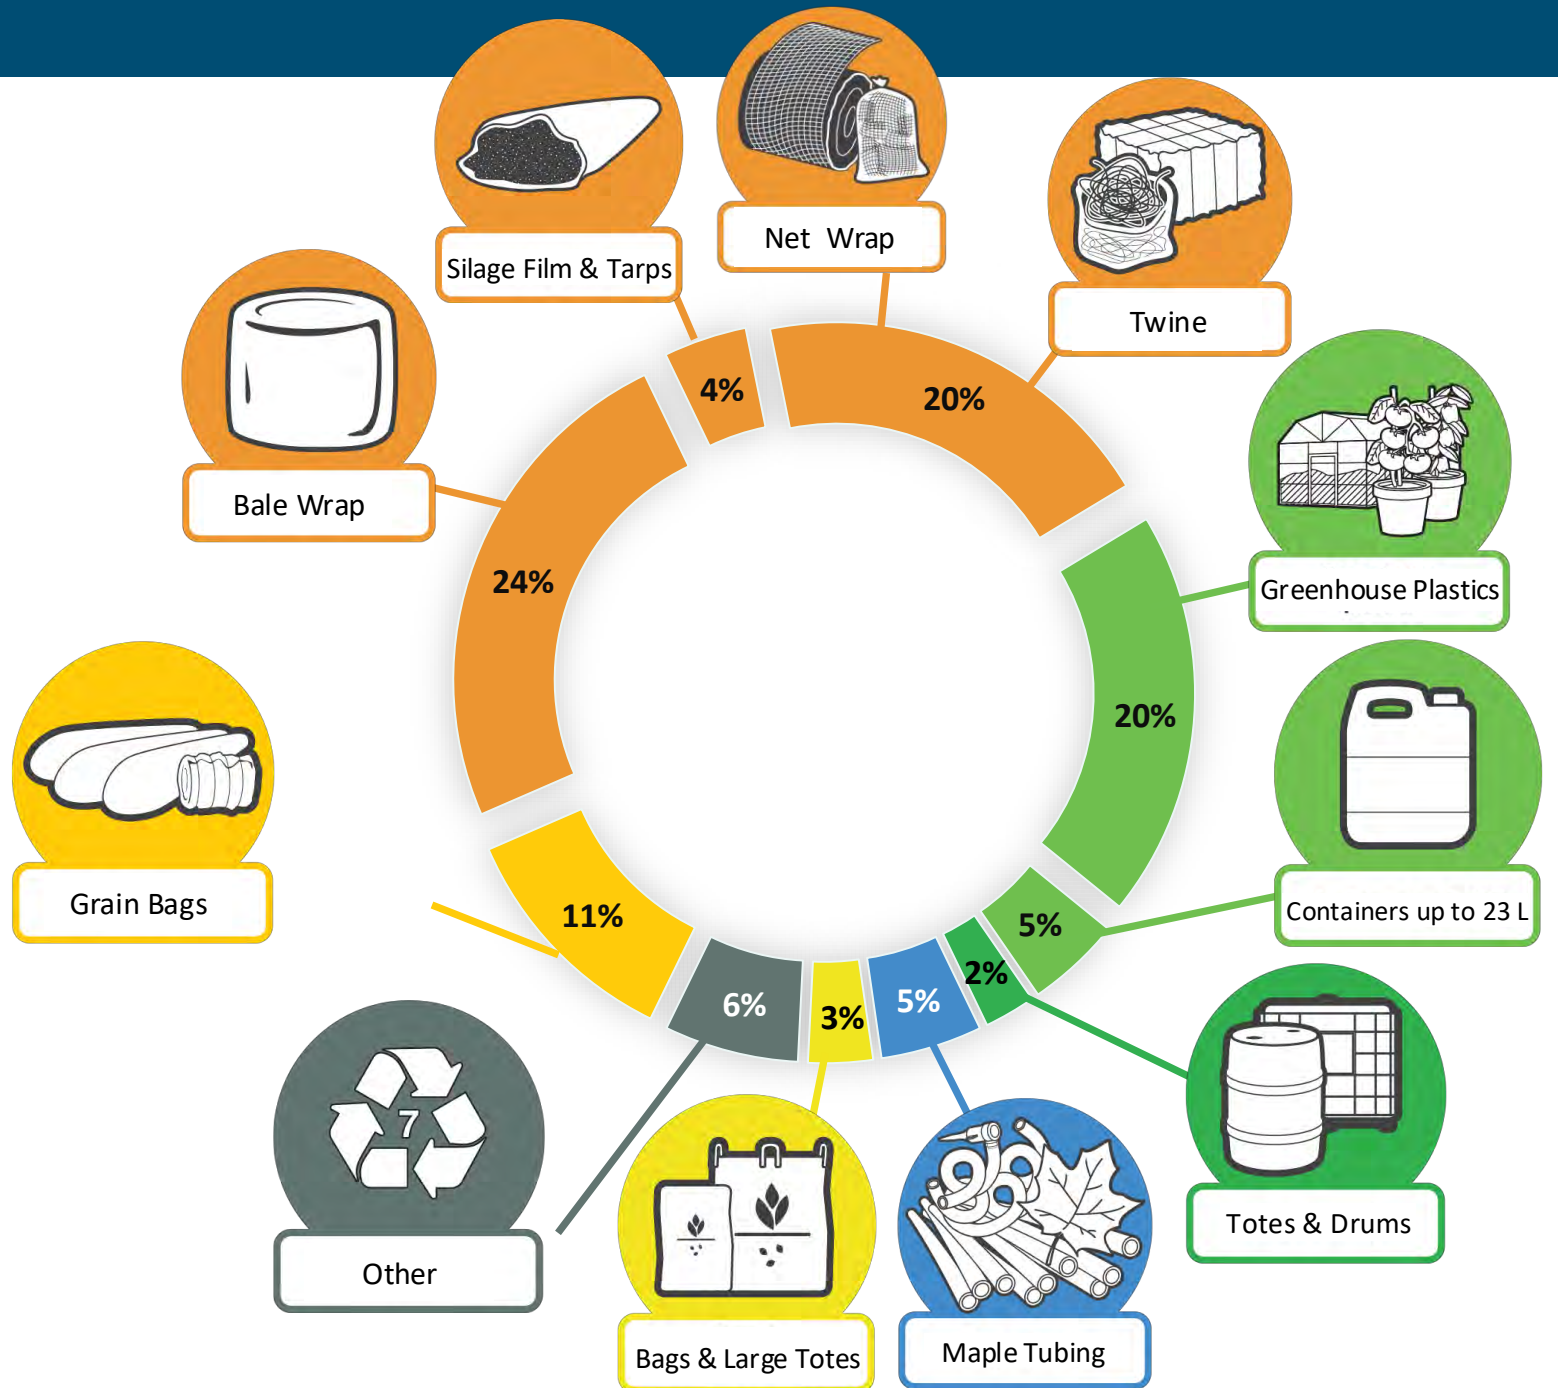 Net Wrap
Silage Film & Tarps
Twine
4%
20%
Bale Wrap
24%
Greenhouse Plastics
20%
Grain Bags
11%
5%
Containers up to 23 L
2%
6%
3%
5%
7
Totes & Drums
Other
Bags & Large Totes
Maple Tubing